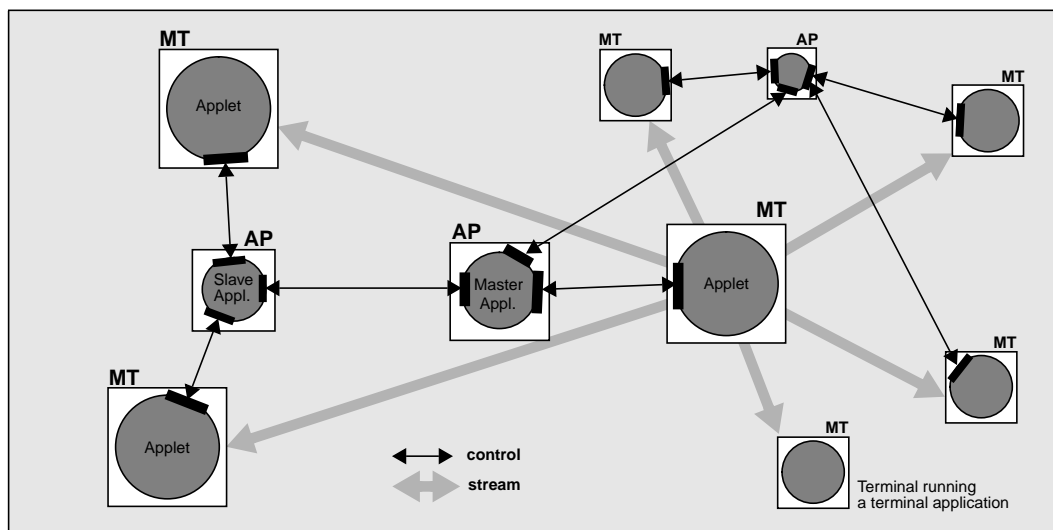 MT
Applet
MT
AP
MT
AP
Slave
Appl.
AP
Master
Appl.
MT
Applet
MT
Applet
MT
MT
control
stream
Terminal running
a terminal application